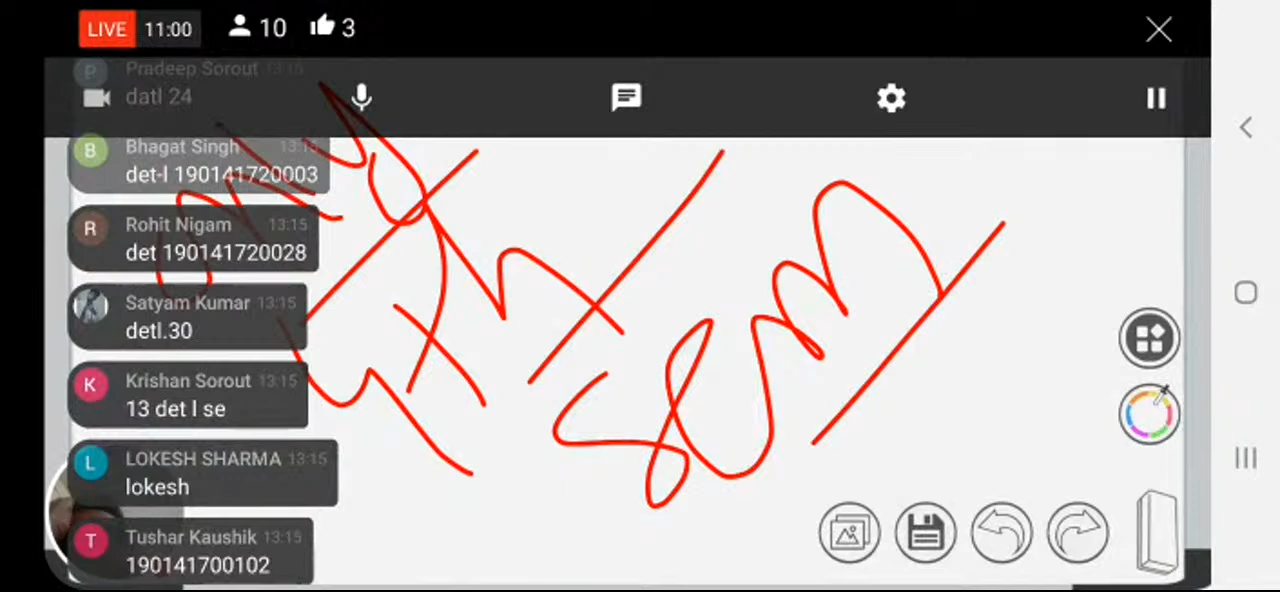 LIVE 11:00 10 3
Pradeep Sorout 13:15
datl 24
Bhagat Singh 13:15
det-l 190141720003
Rohit Nigam 13:15
det 190141720028
Satyam Kumar 13:15
detl.30
Krishan Sorout 13:15
13 det l se
LOKESH SHARMA 13:15
lokesh
Tushar Kaushik 13:15
190141700102
only
4th
sem